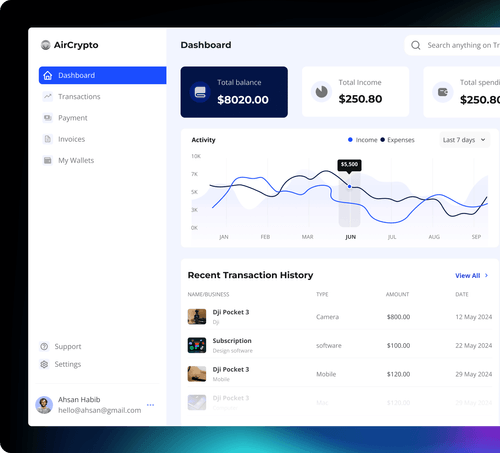 AirCrypto
Dashboard
Transactions
Payment
Invoices
My Wallets
Support
Settings
Ahsan Habib
hello@ahsan@gmail.com
Dashboard
Search anything on Tr
Total balance
$8020.00
Total Income
$250.80
Total spendi
$250.80
Activity
Income
Expenses
Last 7 days
10K
7K
5K
3K
0K
$5,500
JAN
FEB
MAR
JUN
JUL
AUG
SEP
Recent Transaction History
View All
NAME/BUSINESS
TYPE
AMOUNT
DATE
Dji Pocket 3
Dji
Camera
$800.00
12 May 2024
Subscription
Design software
software
$100.00
22 May 2024
Dji Pocket 3
Mobile
Mobile
$120.00
29 May 2024
Dji Pocket 3
Mac
$120.00
29 May 2024